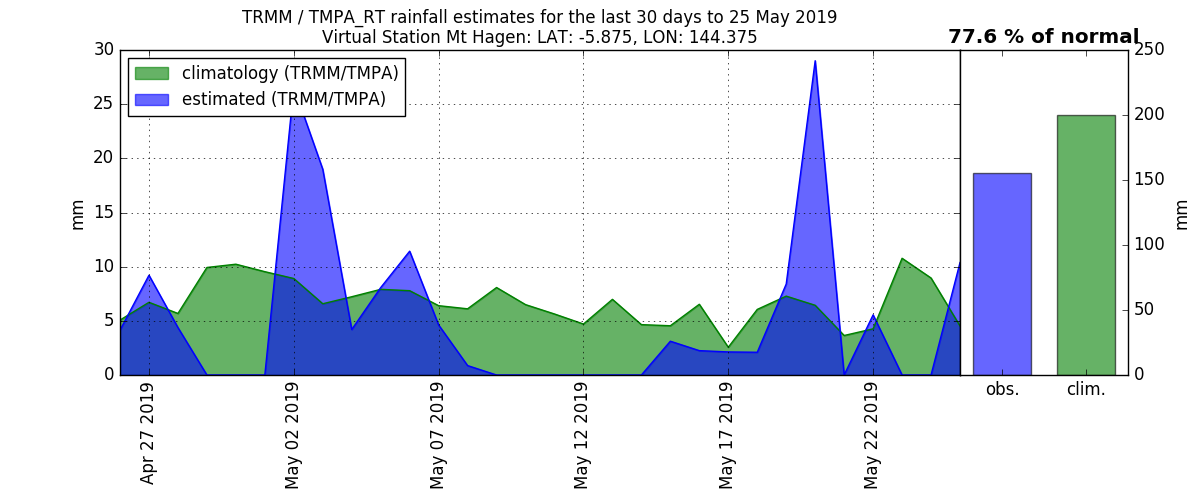 TRMM / TMPA_RT rainfall estimates for the last 30 days to 25 May 2019
Virtual Station Mt Hagen: LAT: -5.875, LON: 144.375
77.6 % of normal
climatology (TRMM/TMPA)
estimated (TRMM/TMPA)
30
25
20
15
10
5
0
mm
Apr 27 2019
May 02 2019
May 07 2019
May 12 2019
May 17 2019
May 22 2019
250
200
150
100
50
0
mm
obs.
clim.